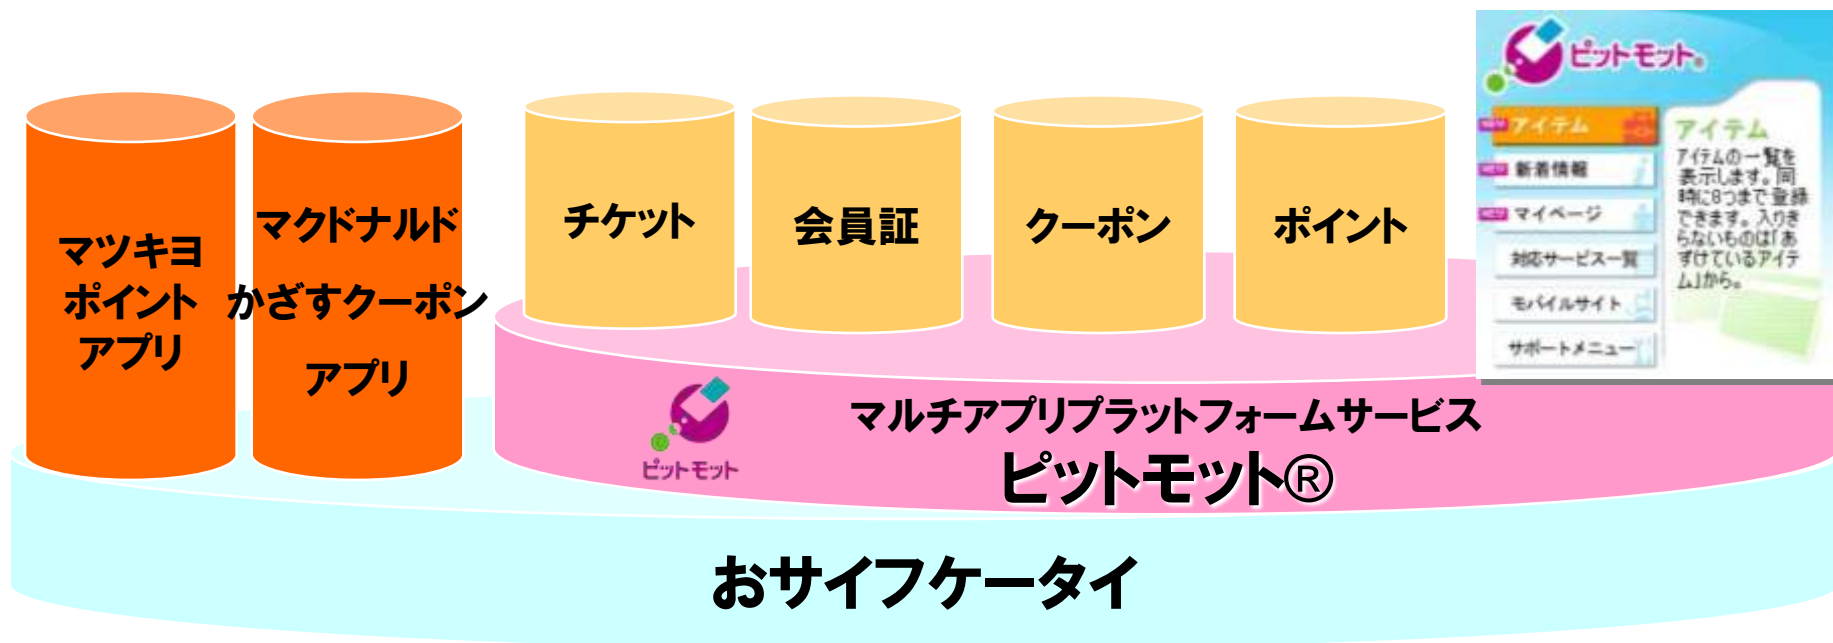 マツキヨ
ポイント
アプリ
マクドナルド
かざすクーポン
アプリ
チケット
会員証
クーポン
ポイント
ピットモット®
NEW アイテム
NEW 新着情報
NEW マイページ
対応サービス一覧
モバイルサイト
サポートメニュー
アイテム
アイテムの一覧を
表示します。同
時に8つまで登録
できます。入りき
らないものは「あ
ずけているアイテ
ム」から。
ピットモット
マルチアプリプラットフォームサービス
ピットモット®
おサイフケータイ